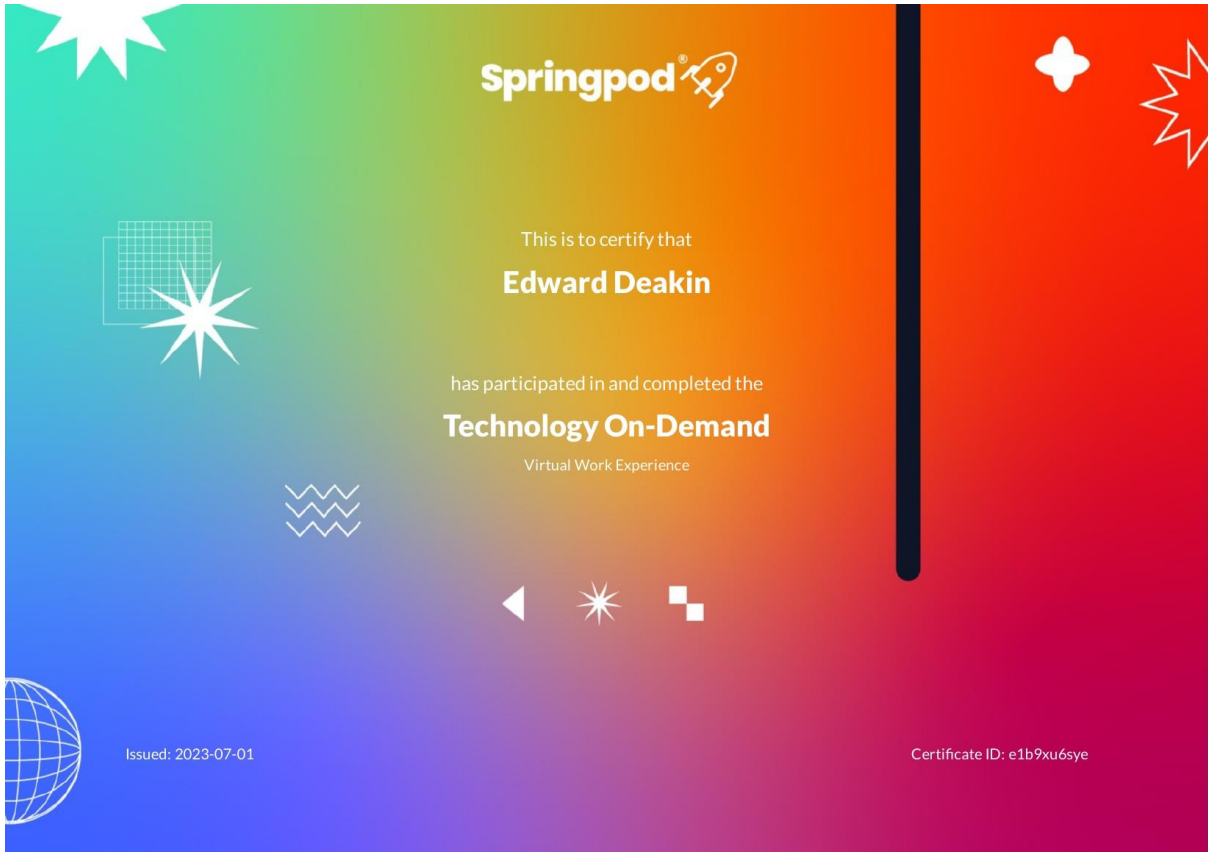 Springpod®
This is to certify that
Edward Deakin
has participated in and completed the
Technology On-Demand
Virtual Work Experience
Issued: 2023-07-01
Certificate ID: e1b9xu6sye